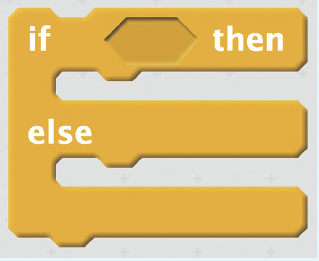 if then
else